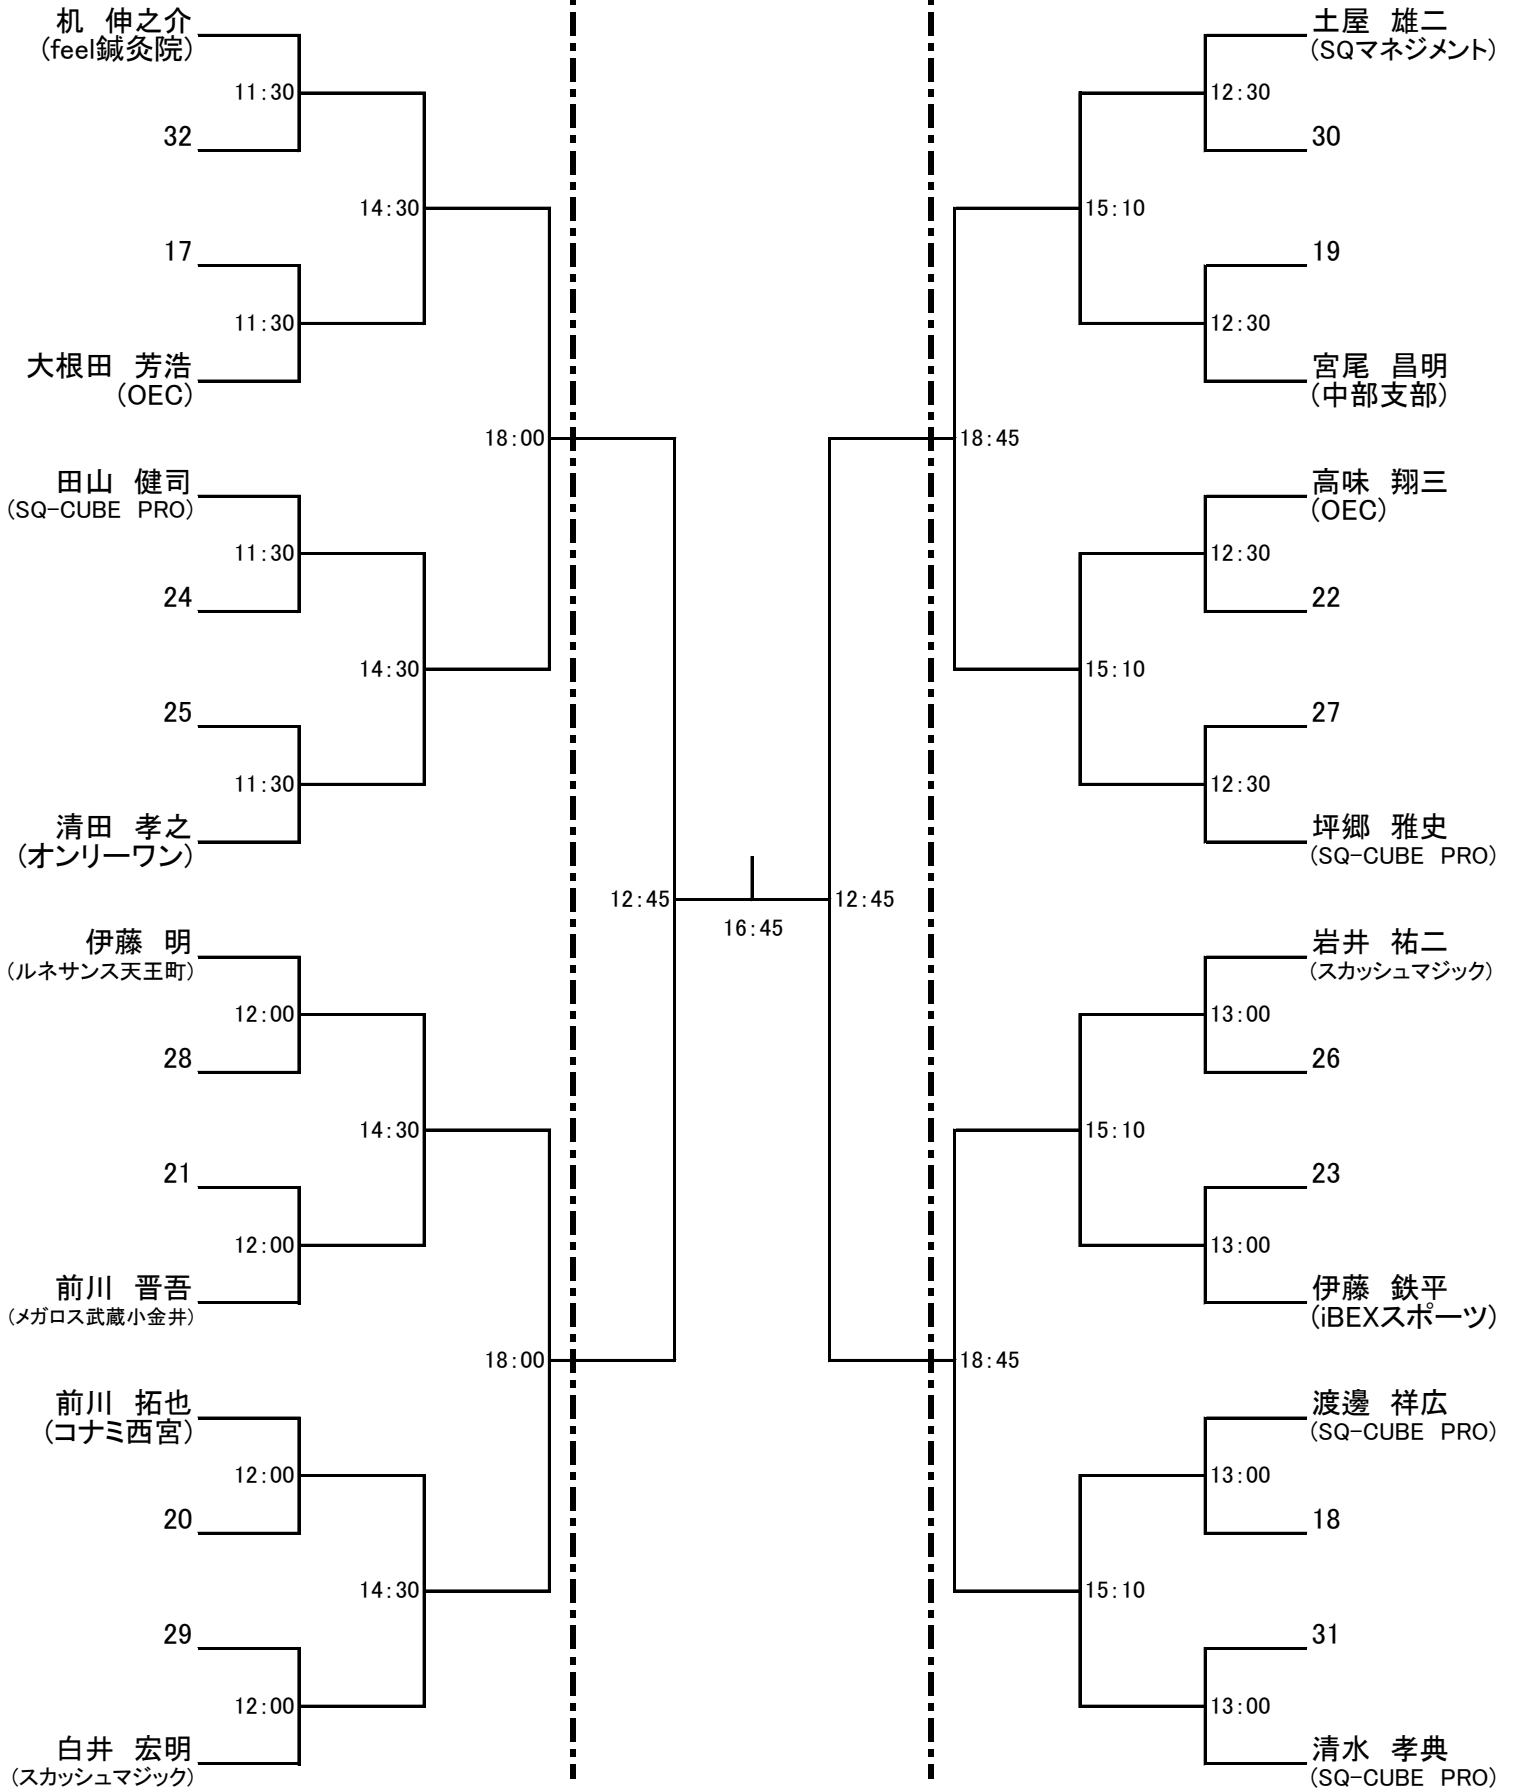 机 伸之介
(feel鍼灸院)
11:30
32
14:30
17
11:30
大根田 芳浩
(OEC)
18:00
田山 健司
(SQ-CUBE PRO)
11:30
24
14:30
25
11:30
清田 孝之
(オンリーワン)
12:45
伊藤 明
(ルネサンス天王町)
12:00
28
14:30
21
12:00
前川 晋吾
(メガロス武蔵小金井)
18:00
前川 拓也
(コナミ西宮)
12:00
20
14:30
29
12:00
白井 宏明
(スカッシュマジック)
16:45
土屋 雄二
(SQマネジメント)
12:30
30
15:10
19
12:30
宮尾 昌明
(中部支部)
18:45
高味 翔三
(OEC)
12:30
22
15:10
27
12:30
坪郷 雅史
(SQ-CUBE PRO)
12:45
岩井 祐二
(スカッシュマジック)
13:00
26
15:10
23
13:00
伊藤 鉄平
(iBEXスポーツ)
18:45
渡邊 祥広
(SQ-CUBE PRO)
13:00
18
15:10
31
13:00
清水 孝典
(SQ-CUBE PRO)